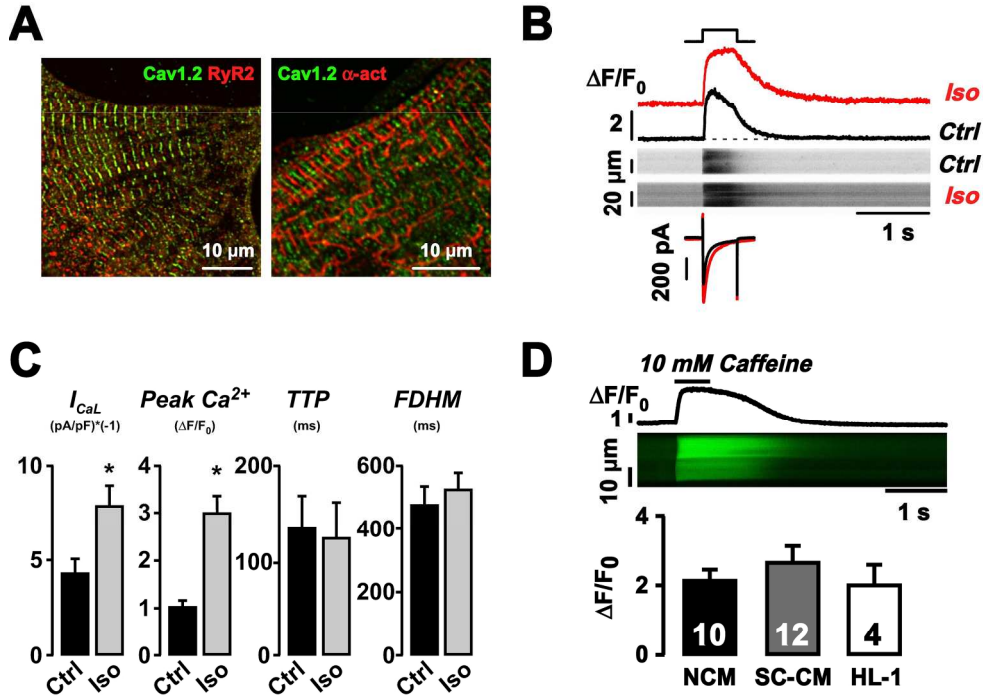 A
Cav1.2 RyR2
10 µm
Cav1.2 α-act
10 µm
B
ΔF/F0
2
Iso
Ctrl
Ctrl
Iso
20 µm
1 s
200 pA
C
ICaL
(pA/pF)*(-1)
10
5
0
*
Ctrl
Iso
Peak Ca2+
(ΔF/F0)
4
3
2
1
0
*
Ctrl
Iso
TTP
(ms)
200
100
0
Ctrl
Iso
FDHM
(ms)
600
400
200
0
Ctrl
Iso
D
10 mM Caffeine
ΔF/F0
1
10 µm
1 s
ΔF/F0
4
2
0
10
12
4
NCM
SC-CM
HL-1